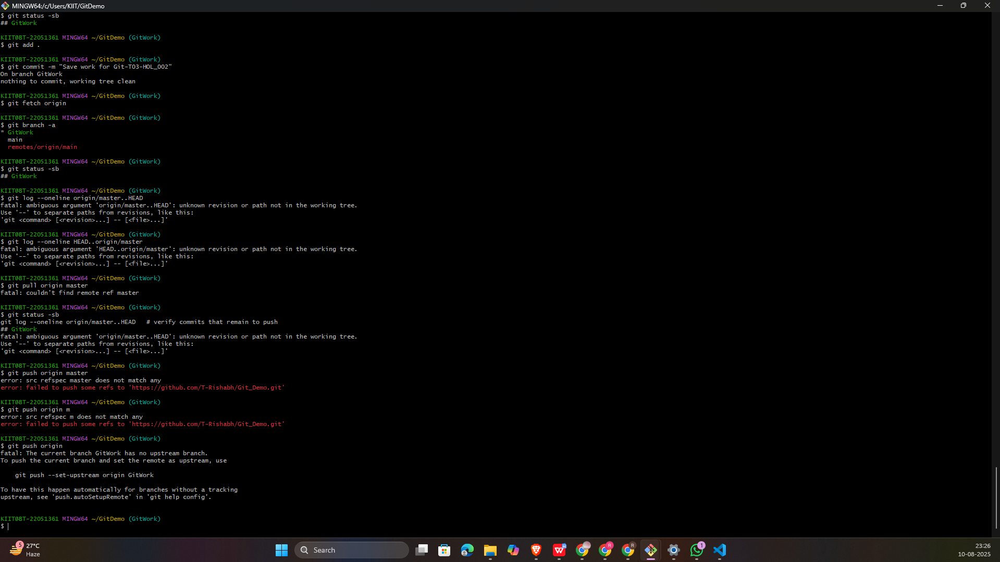 MINGW64:/c/Users/KIIT/GitDemo
$ git status -sb
## GitWork
KIIT@BT-22051361 MINGW64 ~/GitDemo (GitWork)
$ git add .
KIIT@BT-22051361 MINGW64 ~/GitDemo (GitWork)
$ git commit -m "Save work for Git-T03-HOL_002"
On branch GitWork
nothing to commit, working tree clean
KIIT@BT-22051361 MINGW64 ~/GitDemo (GitWork)
$ git fetch origin
KIIT@BT-22051361 MINGW64 ~/GitDemo (GitWork)
$ git branch -a
* GitWork
main
remotes/origin/main
KIIT@BT-22051361 MINGW64 ~/GitDemo (GitWork)
$ git status -sb
## GitWork
KIIT@BT-22051361 MINGW64 ~/GitDemo (GitWork)
$ git log --oneline origin/master..HEAD
fatal: ambiguous argument 'origin/master..HEAD': unknown revision or path not in the working tree.
Use '--' to separate paths from revisions, like this:
'git <command> [<revision>...] -- [<file>...]'
KIIT@BT-22051361 MINGW64 ~/GitDemo (GitWork)
$ git log --oneline HEAD..origin/master
fatal: ambiguous argument 'HEAD..origin/master': unknown revision or path not in the working tree.
Use '--' to separate paths from revisions, like this:
'git <command> [<revision>...] -- [<file>...]'
KIIT@BT-22051361 MINGW64 ~/GitDemo (GitWork)
$ git pull origin master
fatal: couldn't find remote ref master
KIIT@BT-22051361 MINGW64 ~/GitDemo (GitWork)
$ git status -sb
git log --oneline origin/master..HEAD   # verify commits that remain to push
## GitWork
fatal: ambiguous argument 'origin/master..HEAD': unknown revision or path not in the working tree.
Use '--' to separate paths from revisions, like this:
'git <command> [<revision>...] -- [<file>...]'
KIIT@BT-22051361 MINGW64 ~/GitDemo (GitWork)
$ git push origin master
error: src refspec master does not match any
error: failed to push some refs to 'https://github.com/T-Rishabh/Git_Demo.git'
KIIT@BT-22051361 MINGW64 ~/GitDemo (GitWork)
$ git push origin m
error: src refspec m does not match any
error: failed to push some refs to 'https://github.com/T-Rishabh/Git_Demo.git'
KIIT@BT-22051361 MINGW64 ~/GitDemo (GitWork)
$ git push origin
fatal: The current branch GitWork has no upstream branch.
To push the current branch and set the remote as upstream, use
git push --set-upstream origin GitWork
To have this happen automatically for branches without a tracking
upstream, see 'push.autoSetupRemote' in 'git help config'.
KIIT@BT-22051361 MINGW64 ~/GitDemo (GitWork)
$
5
27°C
Haze
Search
W
R
R
1
23:26
10-08-2025